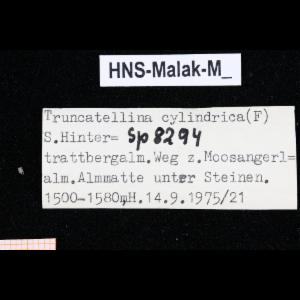 HNS-Malak-M_
Truncatellina cylindrica(F)
S.Hinter= Sp 8294
trattbergalm.Weg z.Moosangerl=
alm.Almmatte unter Steinen.
1500-1580mH.14.9.1975/21